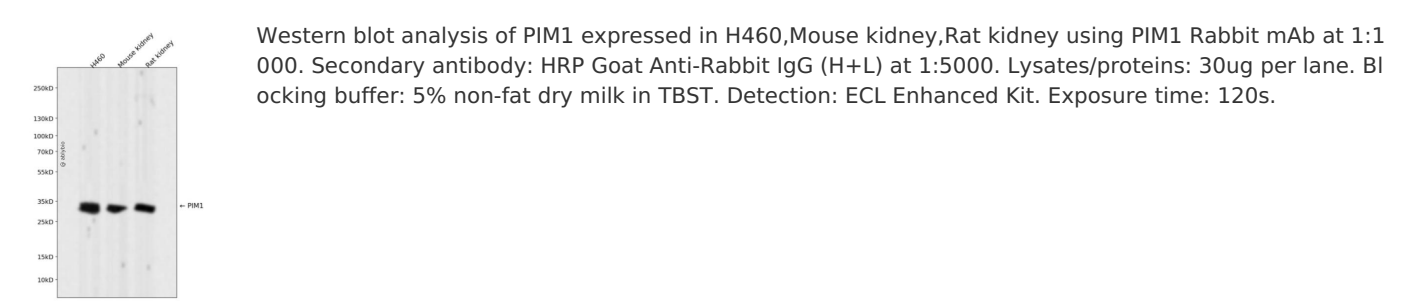 H460
Mouse kidney
Rat kidney
250kD
130kD
100kD
70kD
55kD
35kD
25kD
15kD
10kD
@ abbybio
← PIM1
Western blot analysis of PIM1 expressed in H460,Mouse kidney,Rat kidney using PIM1 Rabbit mAb at 1:1
000. Secondary antibody: HRP Goat Anti-Rabbit IgG (H+L) at 1:5000. Lysates/proteins: 30ug per lane. Bl
ocking buffer: 5% non-fat dry milk in TBST. Detection: ECL Enhanced Kit. Exposure time: 120s.